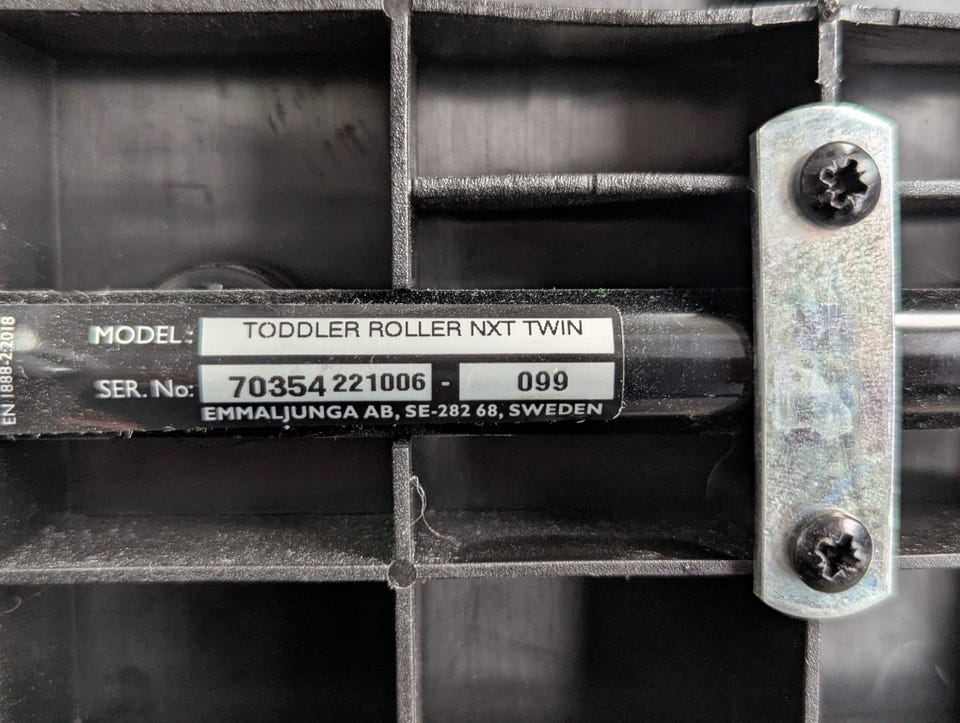 MODEL: TODDLER ROLLER NXT TWIN
SER. No: 70354 221006 - 099
EMMALJUNGA AB, SE-282 68, SWEDEN
EN 1888-2:2018